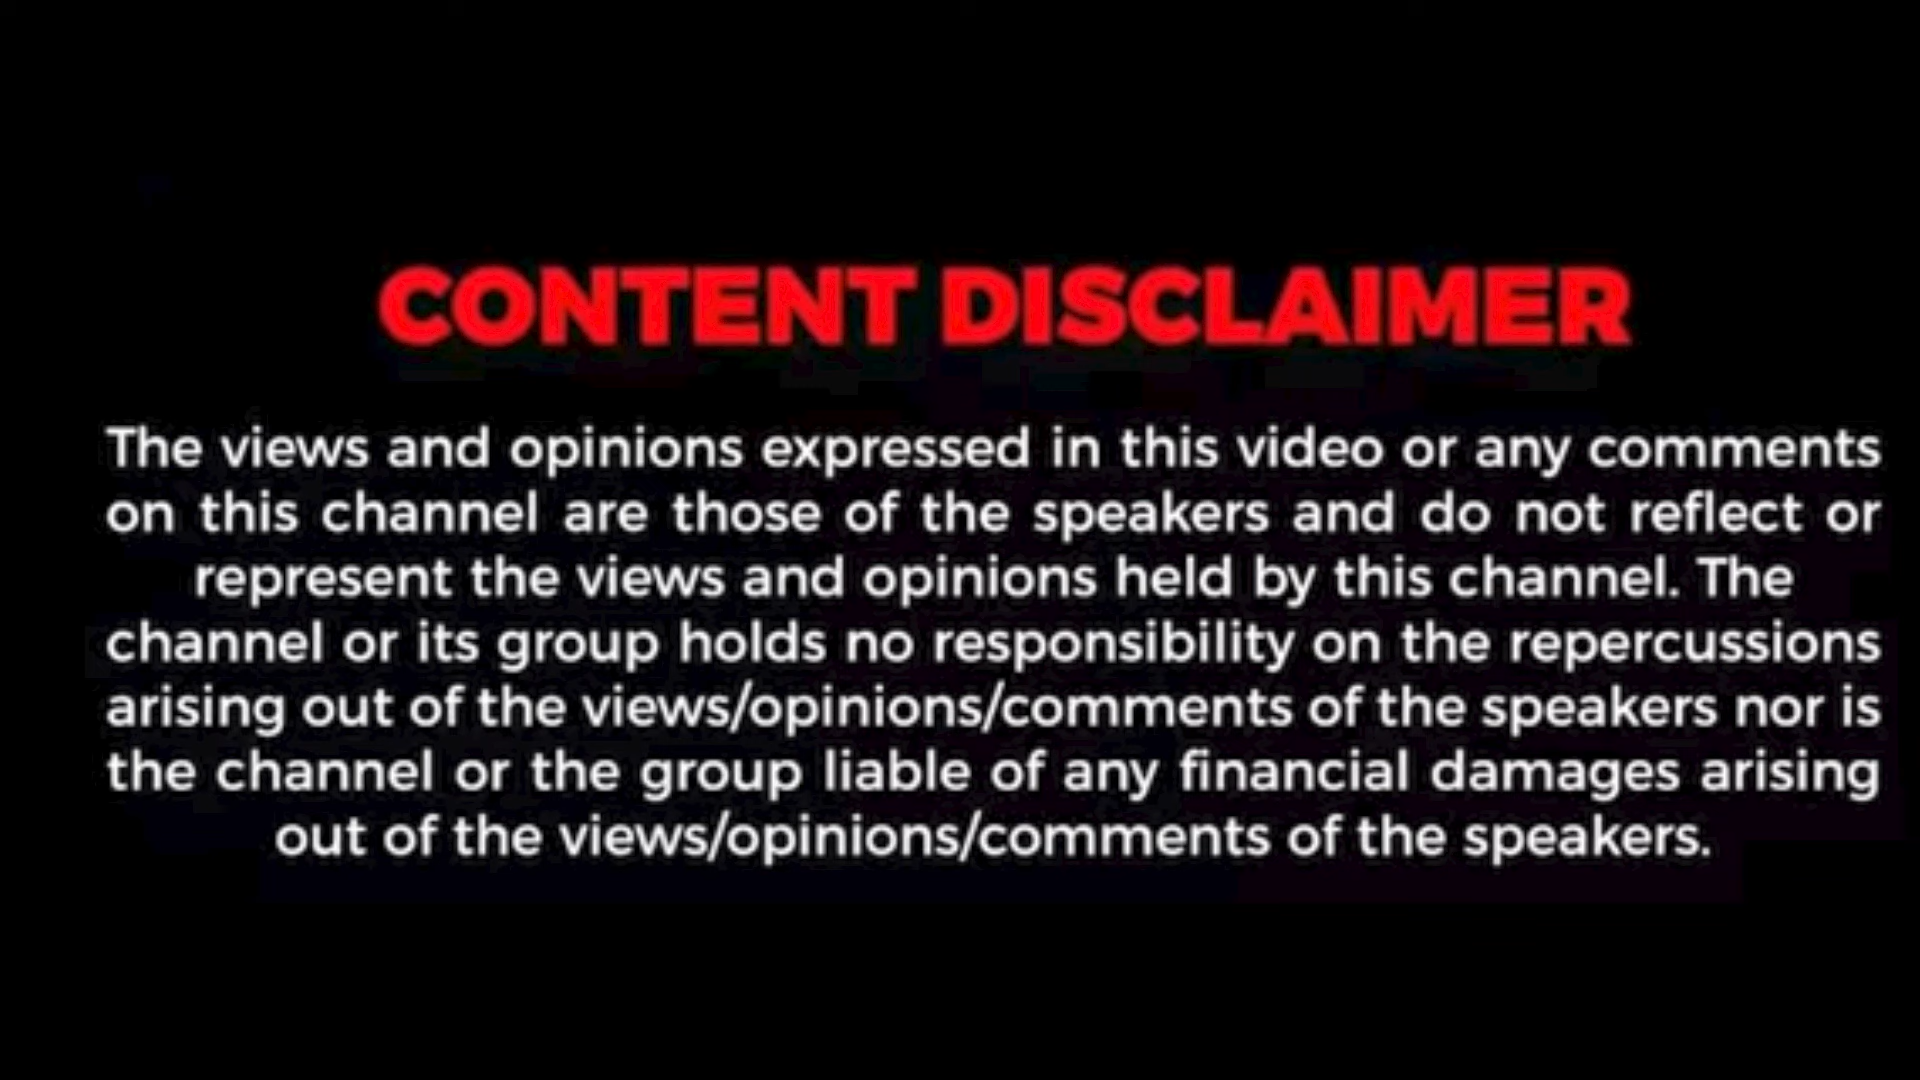 CONTENT DISCLAIMER
The views and opinions expressed in this video or any comments
on this channel are those of the speakers and do not reflect or
represent the views and opinions held by this channel. The
channel or its group holds no responsibility on the repercussions
arising out of the views/opinions/comments of the speakers nor is
the channel or the group liable of any financial damages arising
out of the views/opinions/comments of the speakers.